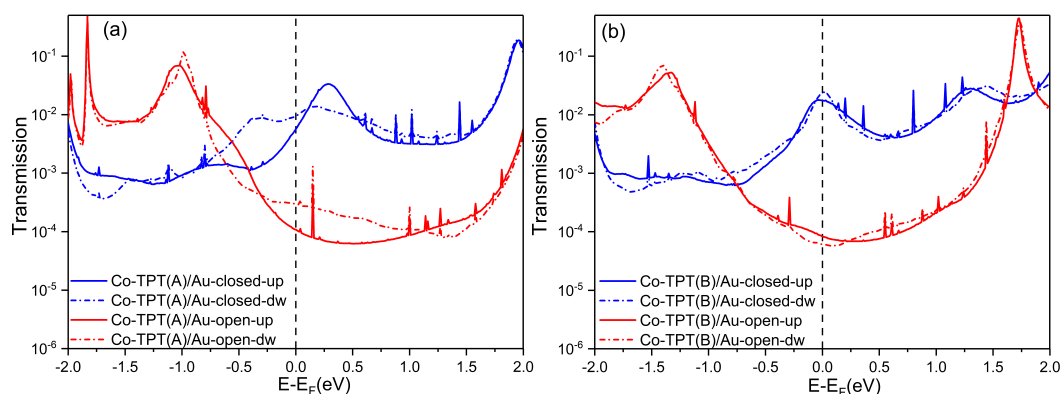 (a)
Transmission
10^-1
10^-2
10^-3
10^-4
10^-5
10^-6
Co-TPT(A)/Au-closed-up
Co-TPT(A)/Au-closed-dw
Co-TPT(A)/Au-open-up
Co-TPT(A)/Au-open-dw
-2.0 -1.5 -1.0 -0.5 0.0 0.5 1.0 1.5 2.0
E-E_F(eV)
(b)
Transmission
10^-1
10^-2
10^-3
10^-4
10^-5
10^-6
Co-TPT(B)/Au-closed-up
Co-TPT(B)/Au-closed-dw
Co-TPT(B)/Au-open-up
Co-TPT(B)/Au-open-dw
-2.0 -1.5 -1.0 -0.5 0.0 0.5 1.0 1.5 2.0
E-E_F(eV)